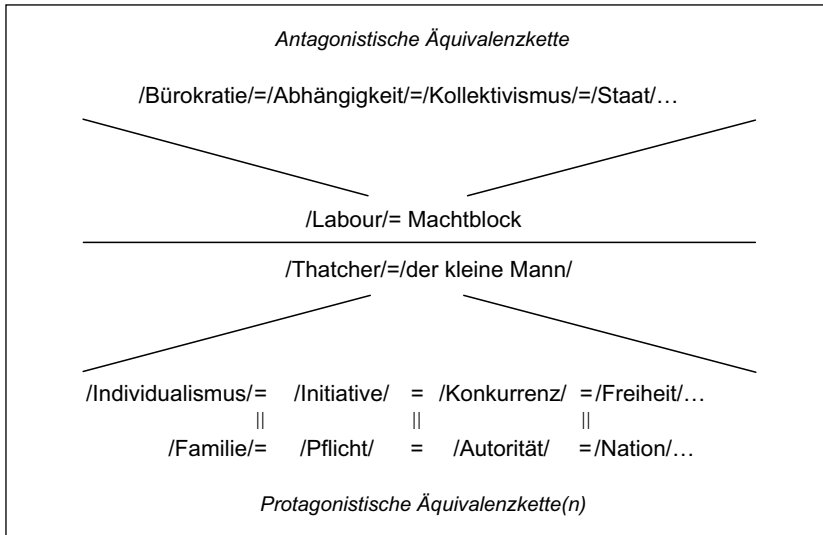 Antagonistische Äquivalenzkette
/Bürokratie/=/Abhängigkeit/=/Kollektivismus/=/Staat/…
/Labour/= Machtblock
/Thatcher/=/der kleine Mann/
/Individualismus/= /Initiative/ = /Konkurrenz/ =/Freiheit/…
|| || ||
/Familie/= /Pflicht/ = /Autorität/ =/Nation/…
Protagonistische Äquivalenzkette(n)